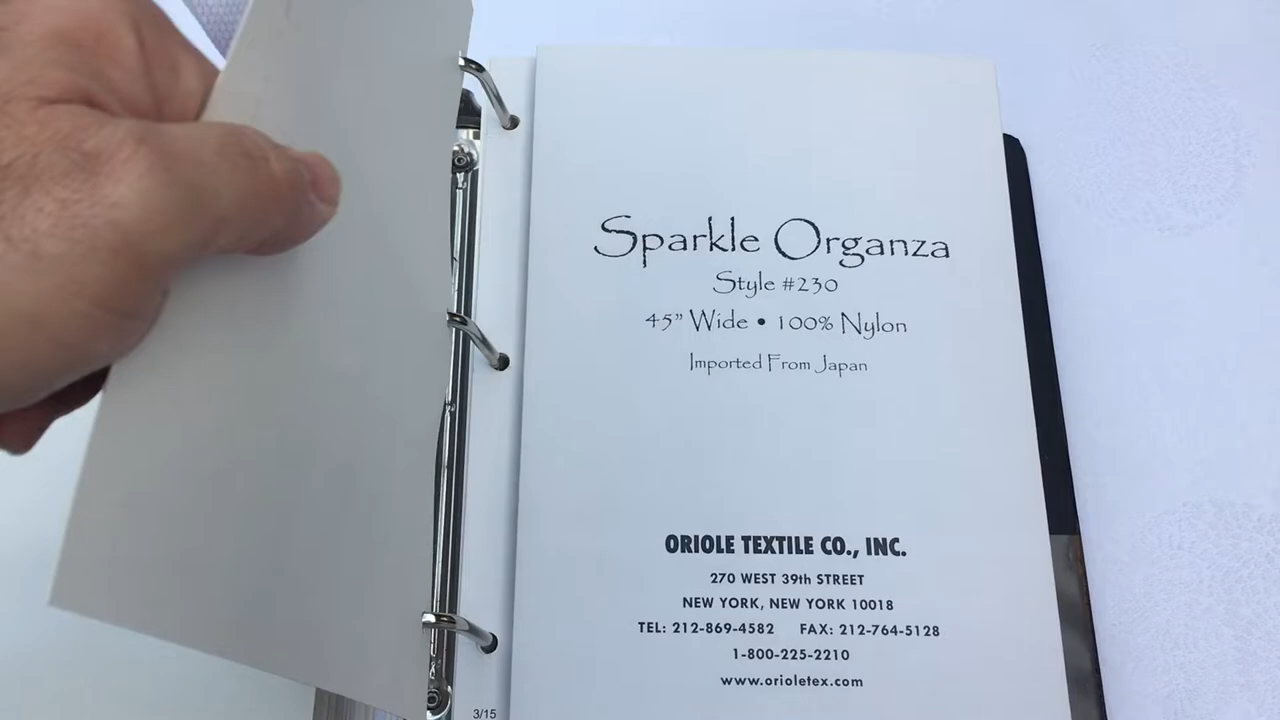 Sparkle Organza
Style #230
45" Wide • 100% Nylon
Imported From Japan
ORIOLE TEXTILE CO., INC.
270 WEST 39th STREET
NEW YORK, NEW YORK 10018
TEL: 212-869-4582 FAX: 212-764-5128
1-800-225-2210
www.orioletex.com
3/15